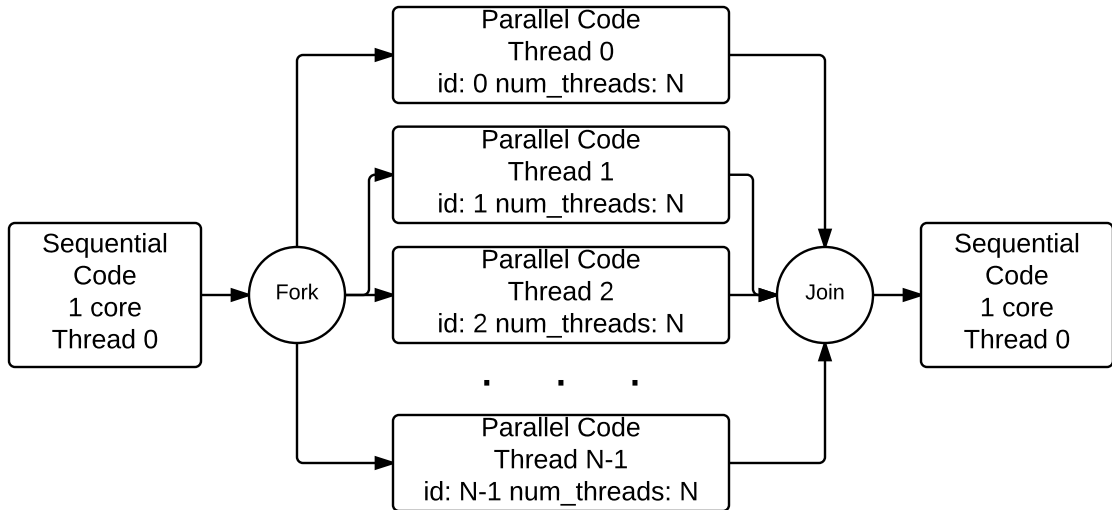 Sequential
Code
1 core
Thread 0
Fork
Parallel Code
Thread 0
id: 0 num_threads: N
Parallel Code
Thread 1
id: 1 num_threads: N
Parallel Code
Thread 2
id: 2 num_threads: N
. . .
Parallel Code
Thread N-1
id: N-1 num_threads: N
Join
Sequential
Code
1 core
Thread 0